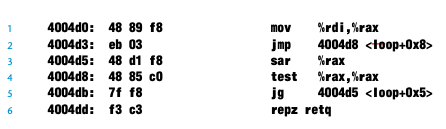 1 4004d0: 48 89 f8 mov %rdi,%rax
2 4004d3: eb 03 jmp 4004d8 <loop+0x8>
3 4004d5: 48 d1 f8 sar %rax
4 4004d8: 48 85 c0 test %rax,%rax
5 4004db: 7f f8 jg 4004d5 <loop+0x5>
6 4004dd: f3 c3 repz retq